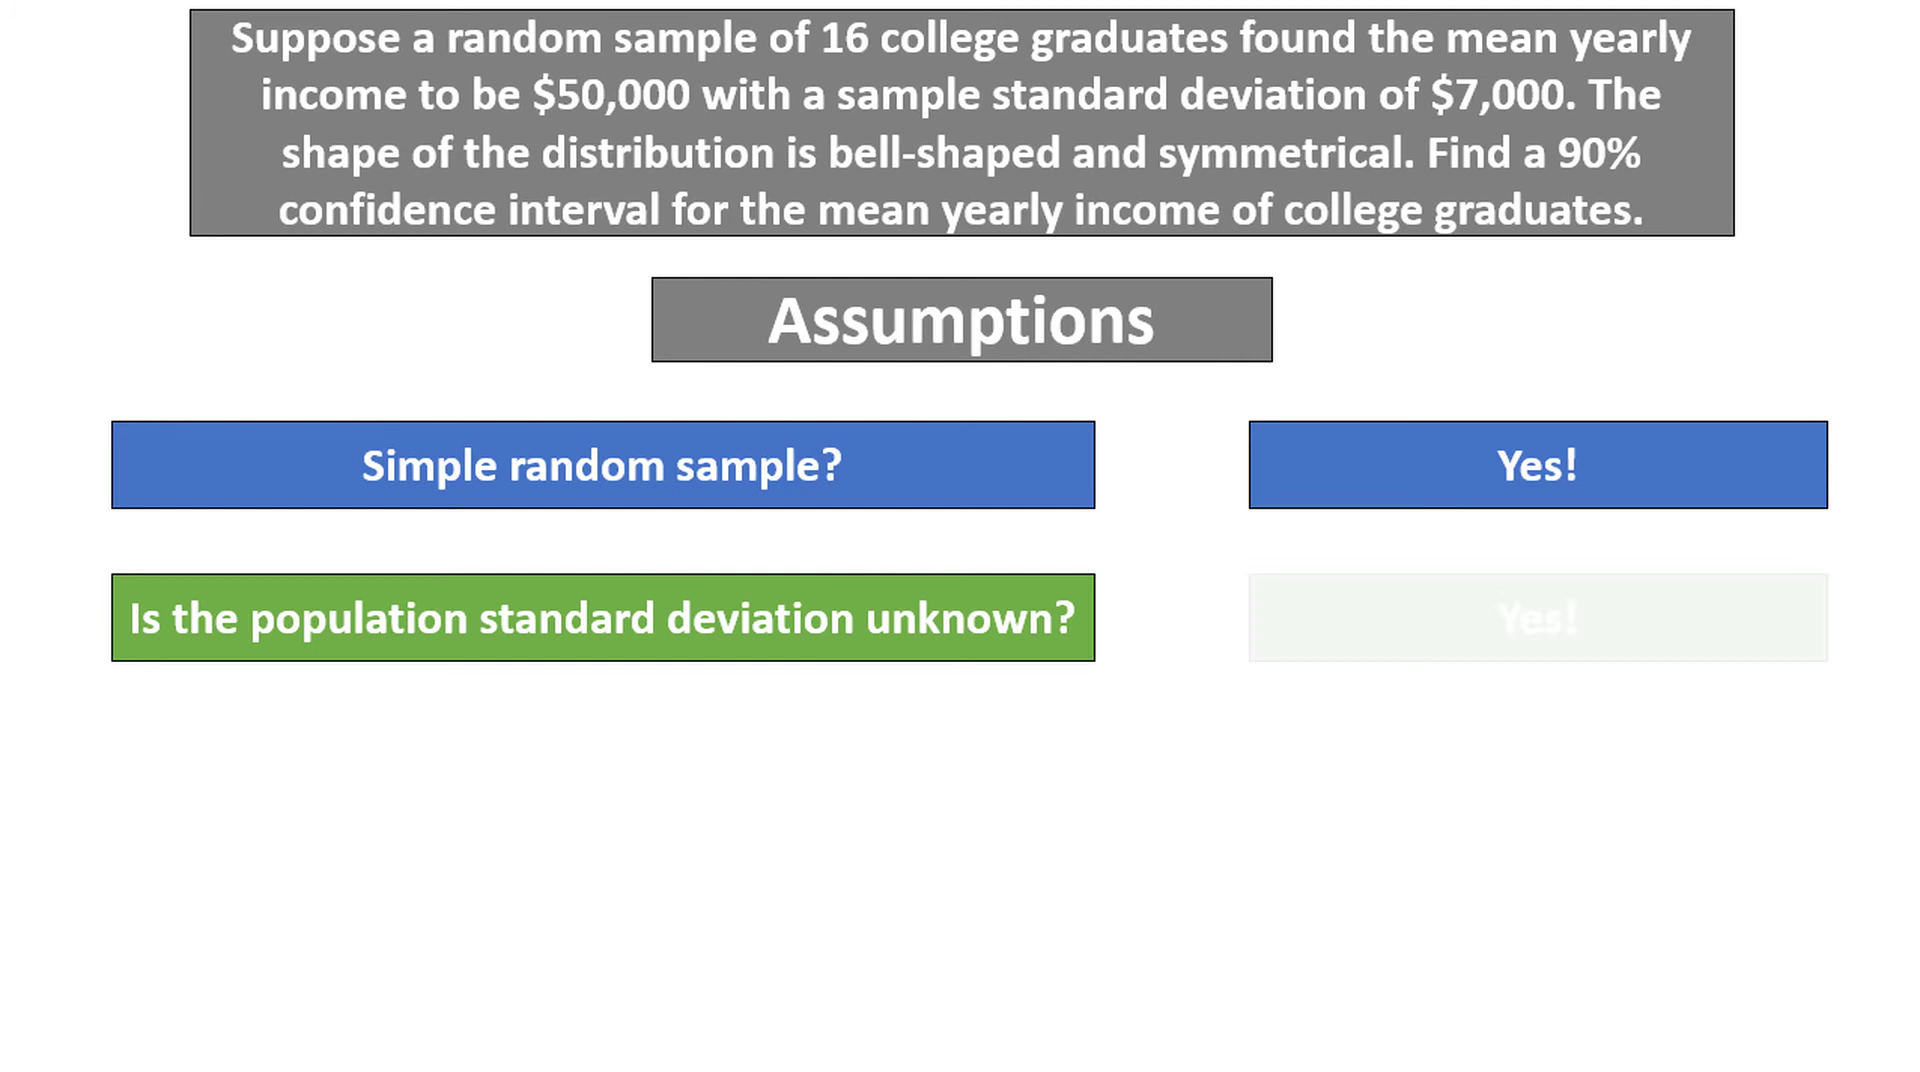 Suppose a random sample of 16 college graduates found the mean yearly
income to be $50,000 with a sample standard deviation of $7,000. The
shape of the distribution is bell-shaped and symmetrical. Find a 90%
confidence interval for the mean yearly income of college graduates.
Assumptions
Simple random sample?
Yes!
Is the population standard deviation unknown?
Yes!